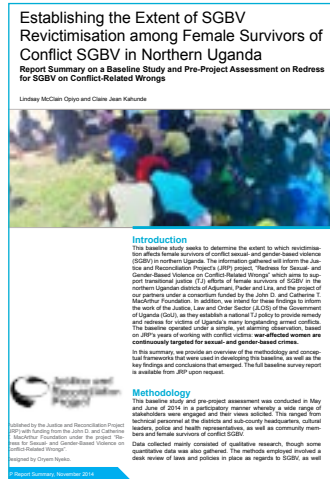 Establishing the Extent of SGBV
Revictimisation among Female Survivors of
Conflict SGBV in Northern Uganda
Report Summary on a Baseline Study and Pre-Project Assessment on Redress
for SGBV on Conflict-Related Wrongs
Lindsay McClain Opiyo and Claire Jean Kahunde
Introduction
This baseline study seeks to determine the extent to which revictimisa-
tion affects female survivors of conflict sexual- and gender-based violence
(SGBV) in northern Uganda. The information gathered will inform the Jus-
tice and Reconciliation Project's (JRP) project, "Redress for Sexual- and
Gender-Based Violence on Conflict-Related Wrongs" which aims to sup-
port transitional justice (TJ) efforts of female survivors of SGBV in the
northern Ugandan districts of Adjumani, Pader and Lira, and the project of
our partners under a consortium funded by the John D. and Catherine T.
MacArthur Foundation. In addition, we intend for these findings to inform
the work of the Justice, Law and Order Sector (JLOS) of the Government
of Uganda (GoU), as they establish a national TJ policy to provide remedy
and redress for victims of Uganda's many longstanding armed conflicts.
The baseline operated under a simple, yet alarming observation, based
on JRP's years of working with conflict victims: war-affected women are
continually targeted for sexual- and gender-based crimes.
In this summary, we provide an overview of the methodology and concep-
tual frameworks that were used in developing this baseline, as well as the
key findings and conclusions that emerged. The full baseline survey report
is available from JRP upon request.
Methodology
This baseline study and pre-project assessment was conducted in May
and June of 2014 in a participatory manner whereby a wide range of
stakeholders were engaged and their views solicited. This ranged from
technical personnel at the districts and sub-county headquarters, cultural
leaders, police and health representatives, as well as community mem-
bers and female survivors of conflict SGBV.
Data collected mainly consisted of qualitative research, though some
quantitative data was also gathered. The methods employed involved a
desk review of laws and policies in place as regards to SGBV, as well
Justice and
Reconciliation
Project
ublished by the Justice and Reconciliation Project
JRP) with funding from the John D. and Catherine
MacArthur Foundation under the project "Re-
ress for Sexual- and Gender-Based Violence on
Conflict-Related Wrongs".
esigned by Oryem Nyeko.
P Report Summary, November 2014